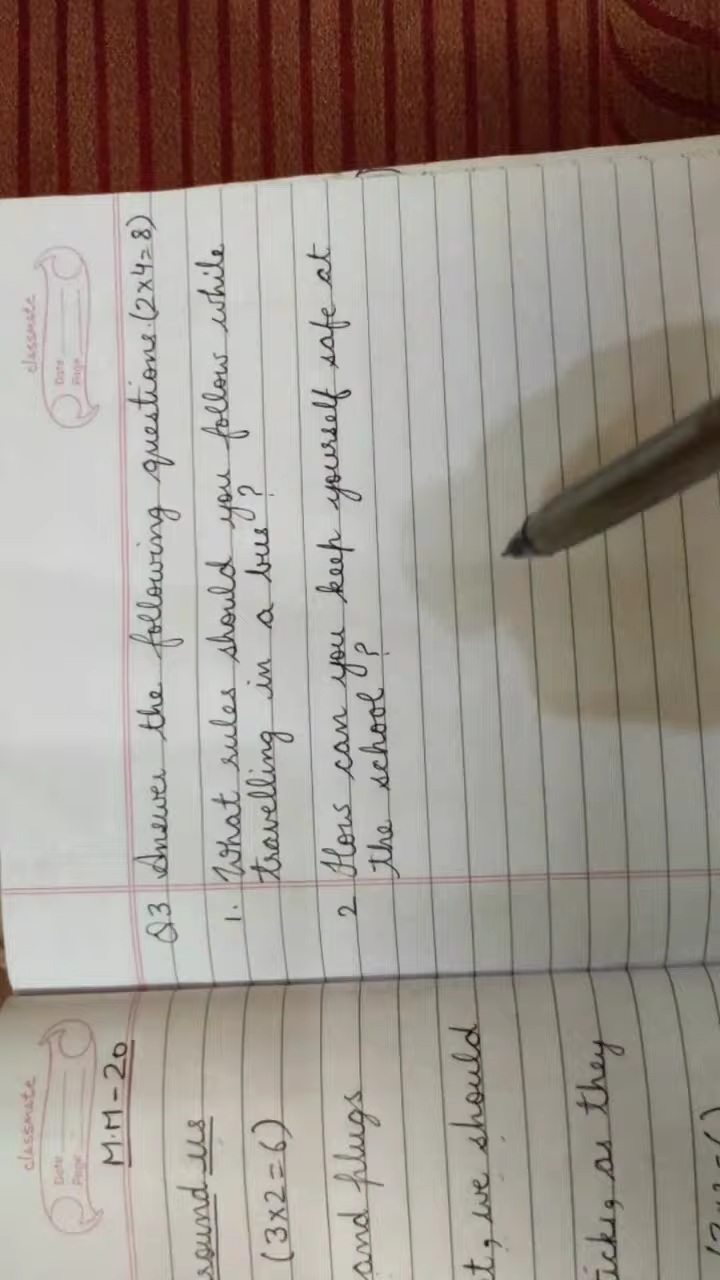 classmate
Date
Page
M.M-20
round us
(3x2=6)
and plugs
t, we should
icks, as they
classmate
Date
Page
Q3 Answer the following questions. (2x4=8)
1. What rules should you follow while
travelling in a bus?
2 How can you keep yourself safe at
the school?